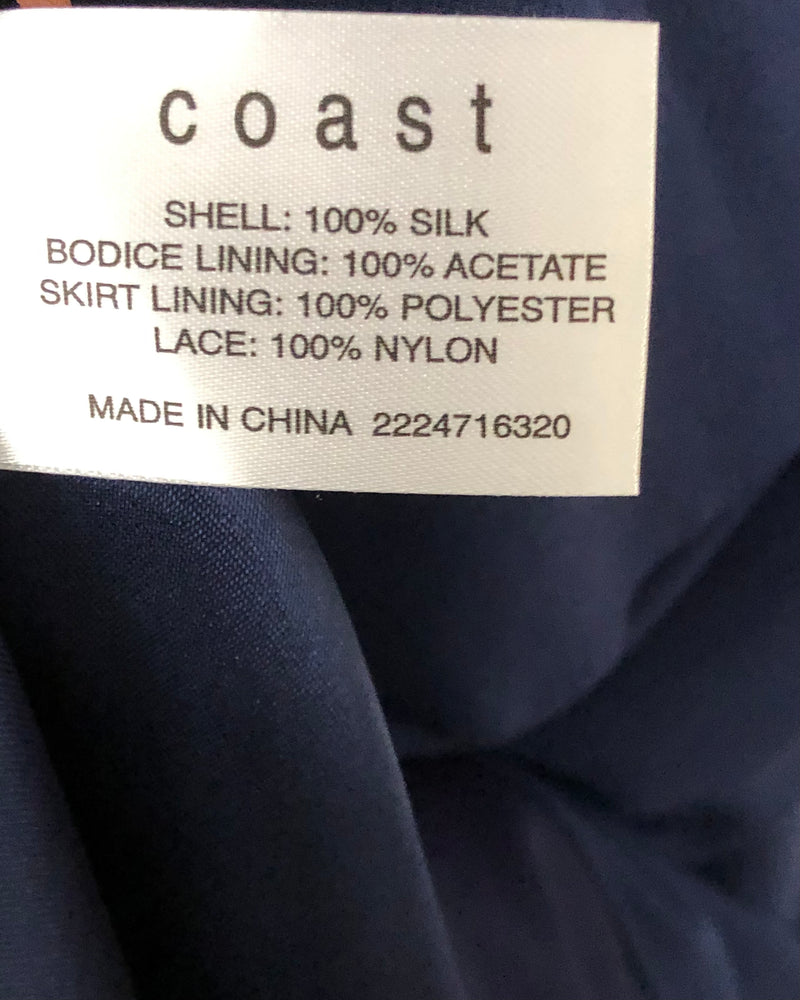 coast
SHELL: 100% SILK
BODICE LINING: 100% ACETATE
SKIRT LINING: 100% POLYESTER
LACE: 100% NYLON
MADE IN CHINA 2224716320